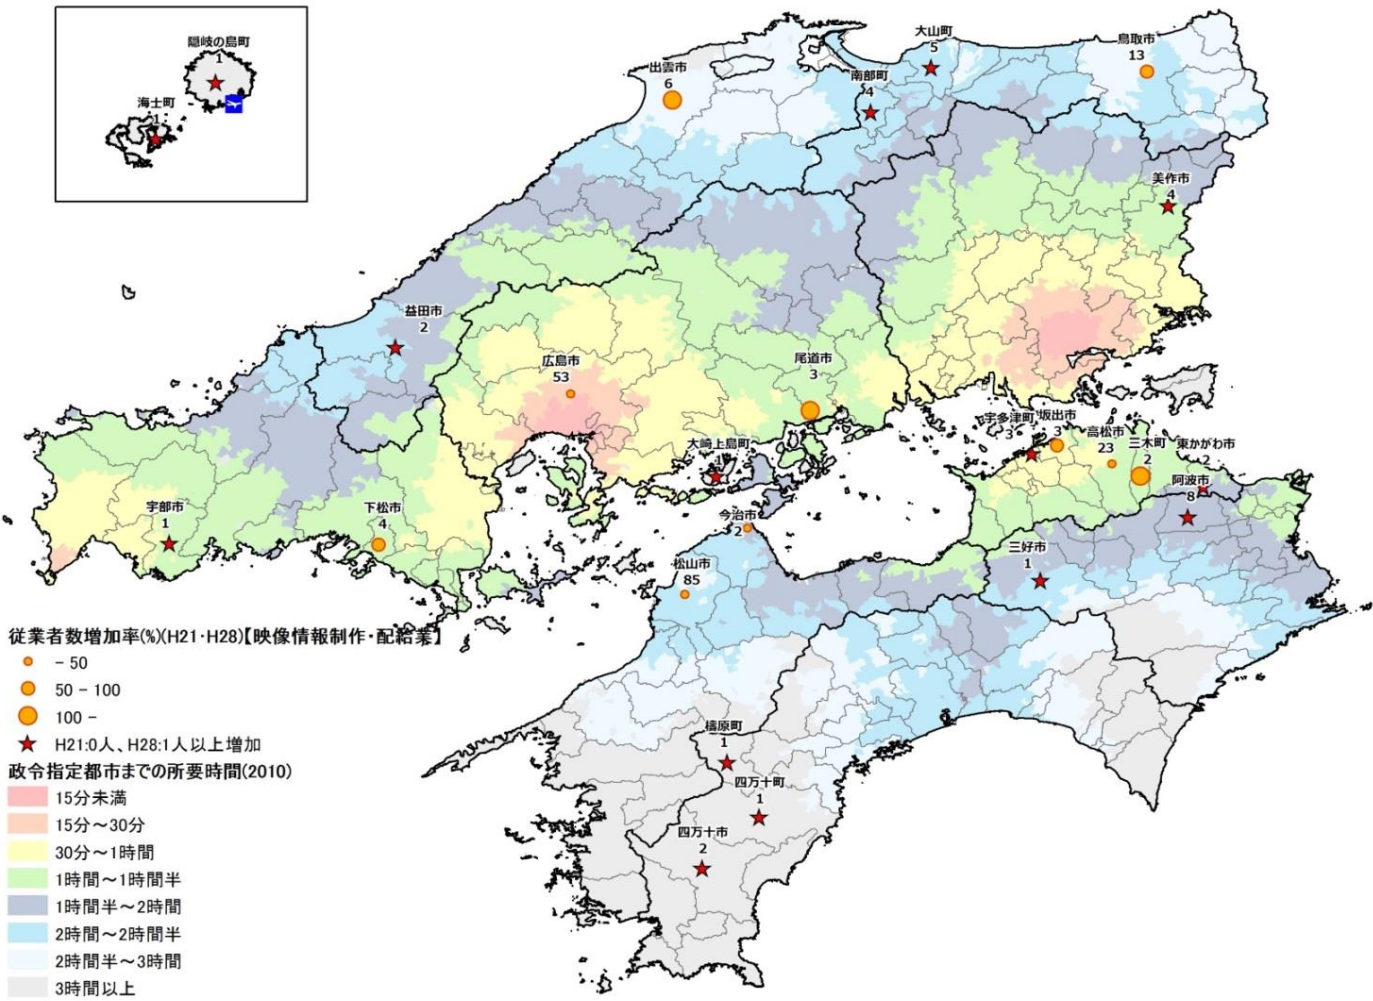 隠岐の島町
1
海士町
1
大山町
5
鳥取市
13
出雲市
6
南部町
4
美作市
4
益田市
2
広島市
53
尾道市
3
大崎上島町
1
宇多津町
3
坂出市
3
高松市
23
三木町
2
東かがわ市
2
阿波市
8
宇部市
1
下松市
4
今治市
2
松山市
85
三好市
1
檮原町
1
四万十町
1
四万十市
2
従業者数増加率(%)(H21・H28)【映像情報制作・配給業】
- 50
50 - 100
100 -
H21:0人、H28:1人以上増加
政令指定都市までの所要時間(2010)
15分未満
15分～30分
30分～1時間
1時間～1時間半
1時間半～2時間
2時間～2時間半
2時間半～3時間
3時間以上